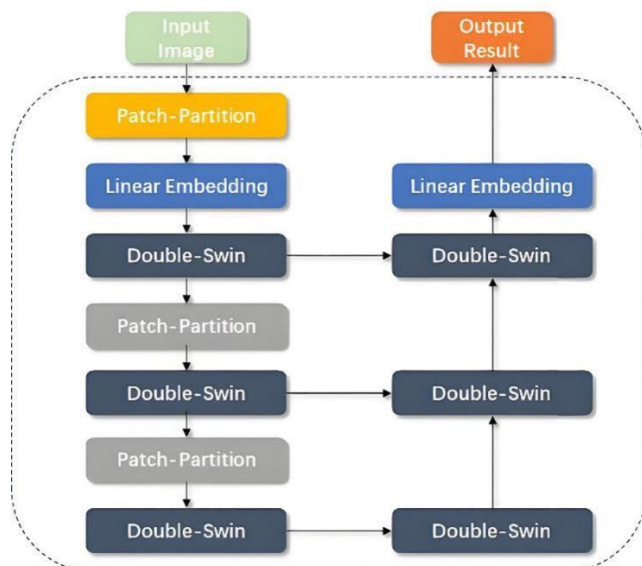 Input
Image
Output
Result
Patch-Partition
Linear Embedding
Linear Embedding
Double-Swin
Double-Swin
Patch-Partition
Double-Swin
Double-Swin
Patch-Partition
Double-Swin
Double-Swin